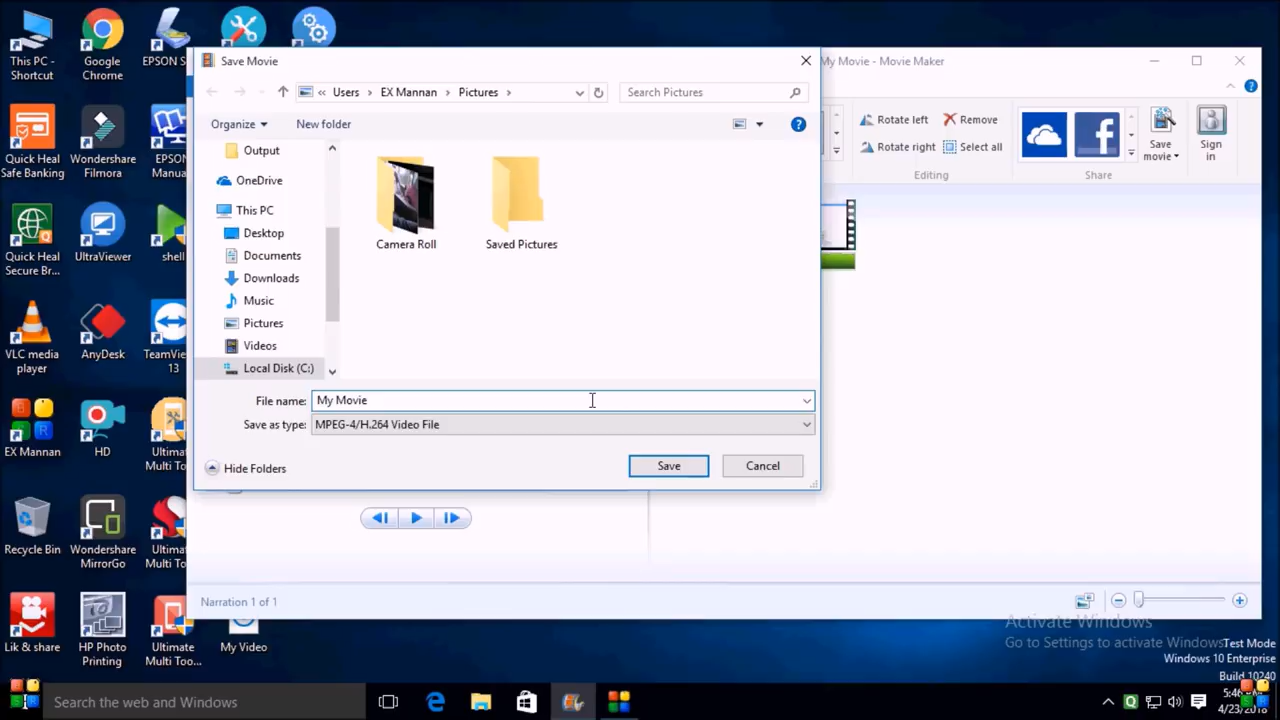 This PC -
Shortcut
Google
Chrome
EPSON S
Quick Heal
Safe Banking
Wondershare
Filmora
EPSON
Manua
Quick Heal
Secure Br...
UltraViewer
shell
VLC media
player
AnyDesk
TeamVie
13
EX Mannan
HD
Ultima
Multi To
Recycle Bin
Wondershare
MirrorGo
Ultima
Multi To
Lik & share
HP Photo
Printing
Ultimate
Multi Too...
My Video
Save Movie
« Users EX Mannan Pictures
Search Pictures
Organize
New folder
Output
OneDrive
This PC
Desktop
Documents
Downloads
Music
Pictures
Videos
Local Disk (C:)
Camera Roll
Saved Pictures
File name: My Movie
Save as type: MPEG-4/H.264 Video File
Hide Folders
Save
Cancel
My Movie - Movie Maker
Rotate left
Remove
Rotate right
Select all
Editing
Share
Save
movie
Sign
in
Narration 1 of 1
Activate Windows
Go to Settings to activate Windows
Test Mode
Windows 10 Enterprise
Build 10240
Search the web and Windows
4/23/2018